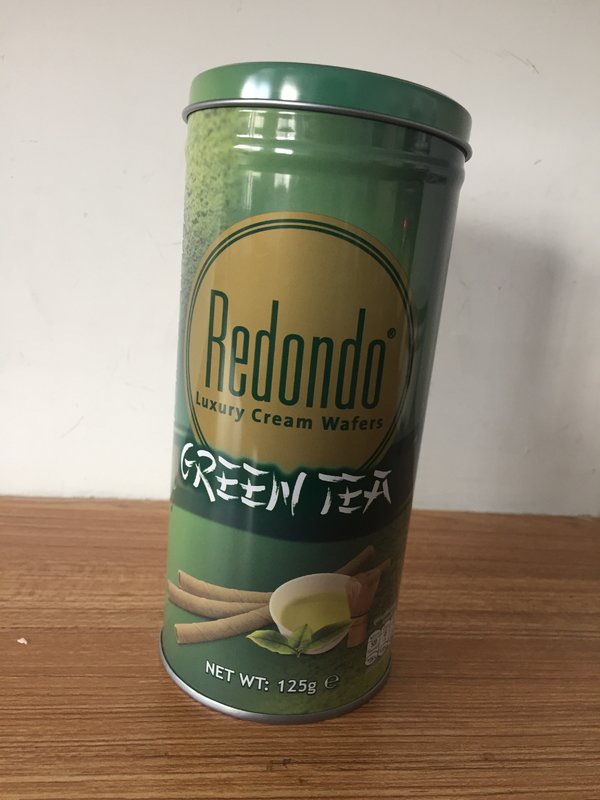 Redondo®
Luxury Cream Wafers
GREEN TEA
NET WT: 125g ℮